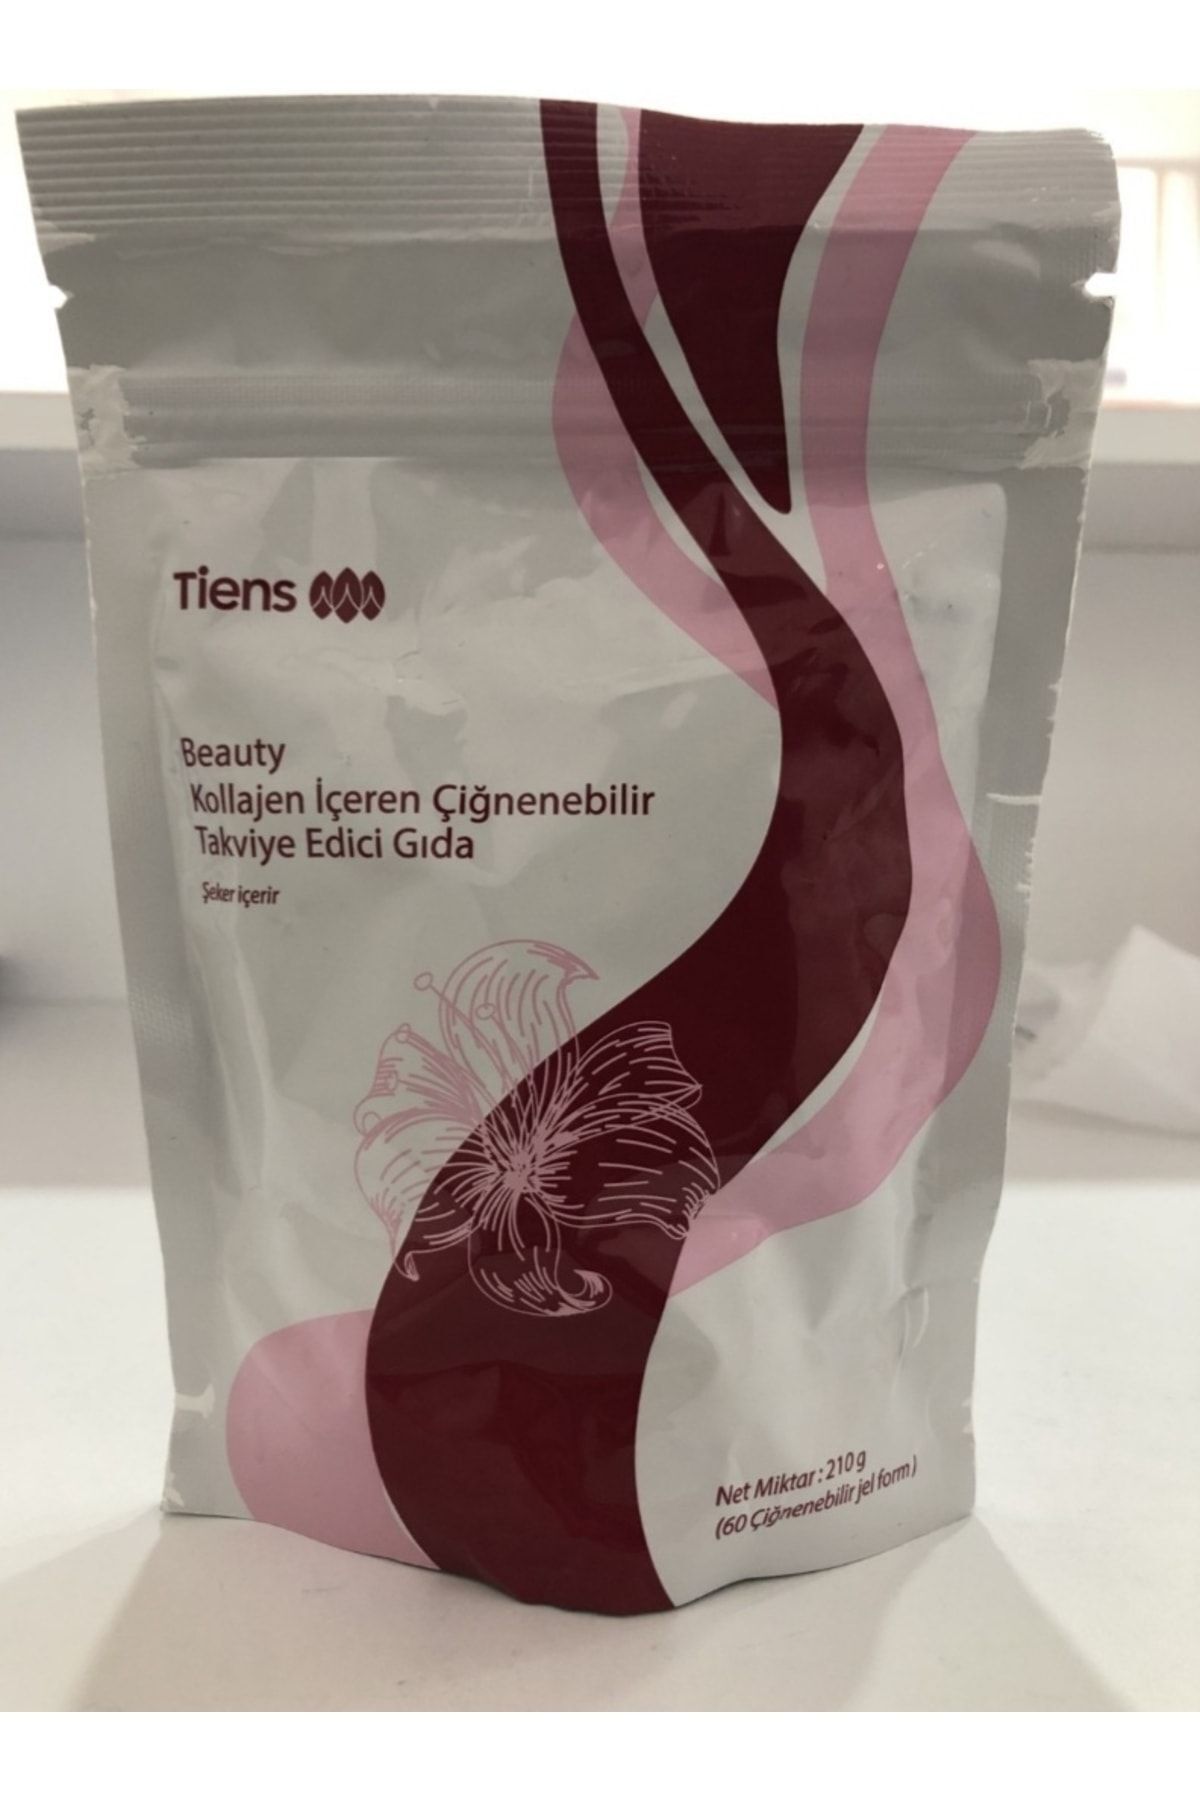 Tiens
Beauty
Kollajen İçeren Çiğnenebilir
Takviye Edici Gıda
Şeker içerir
Net Miktar : 210 g
(60 Çiğnenebilir jel form )